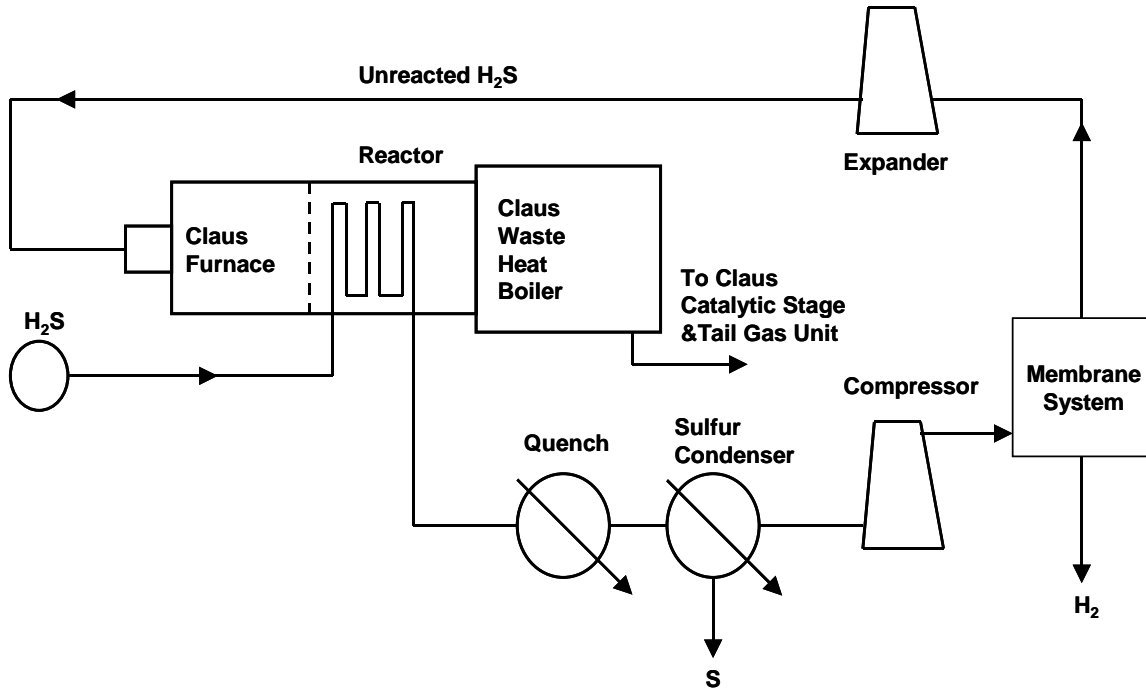 Unreacted H₂S
Expander
Reactor
Claus
Furnace
Claus
Waste
Heat
Boiler
To Claus
Catalytic Stage
&Tail Gas Unit
H₂S
Compressor
Membrane
System
Quench
Sulfur
Condenser
H₂
S